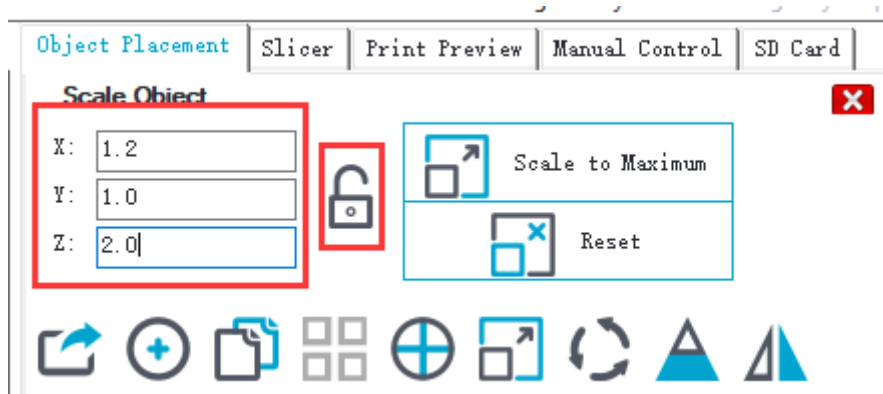 Object Placement Slicer Print Preview Manual Control SD Card
Scale Object
X: 1.2
Y: 1.0
Z: 2.0
Scale to Maximum
Reset